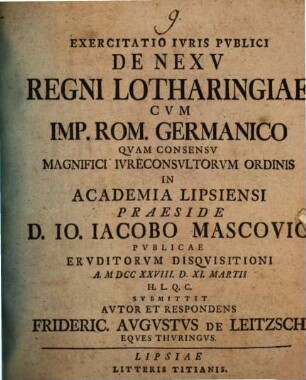 9.
EXERCITATIO IVRIS PVBLICI
DE NEXV
REGNI LOTHARINGIAE
CVM
IMP. ROM. GERMANICO
QVAM CONSENSV
MAGNIFICI IVRECONSVLTORVM ORDINIS
IN
ACADEMIA LIPSIENSI
PRAESIDE
D. IO. IACOBO MASCOVIO
PVBLICAE
ERVDITORVM DISQVISITIONI
A. MDCCXXVIII. D. XI. MARTII
H. L. Q. C.
SVBMITTIT
AVTOR ET RESPONDENS
FRIDERIC. AVGVSTVS DE LEITZSCH
EQVES THVRINGVS.
LIPSIAE
LITTERIS TITIANIS.